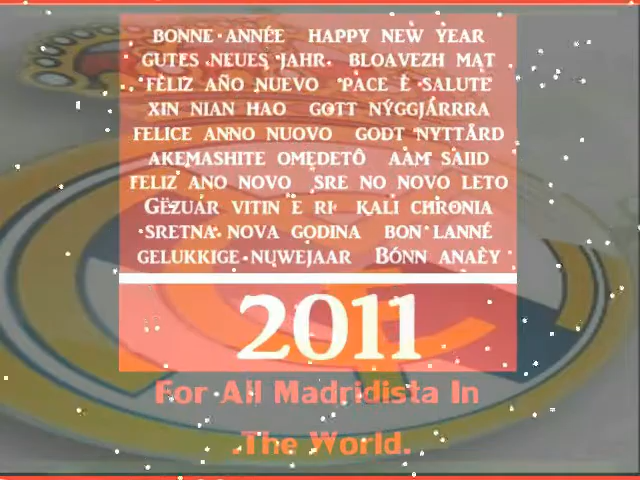 BONNE ANNÉE HAPPY NEW YEAR
GUTES NEUES JAHR BLOAVEZH MAT
FÈLIZ AÑO NUEVO PACE È SALUTE
XIN NIAN HAO GOTT NÝGGJÁRRRA
FELICE ANNO NUOVO GODT NYTTÅRD
AKEMASHITE OMEDETÔ AAM SAIID
FELIZ ANO NOVO SRE NO NOVO LETO
GËZUAR VITIN E RI KALI CHRONIA
SRETNA NOVA GODINA BON LANNÉ
GELUKKIGE NUWEJAAR BÓNN ANAÈY
2011
For All Madridista In
The World.